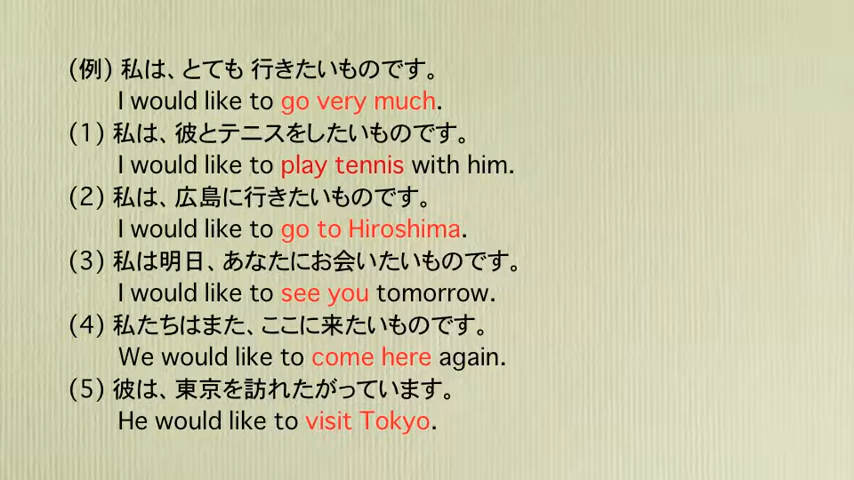 (例) 私は、とても 行きたいものです。
I would like to go very much.
(1) 私は、彼とテニスをしたいものです。
I would like to play tennis with him.
(2) 私は、広島に行きたいものです。
I would like to go to Hiroshima.
(3) 私は明日、あなたにお会いたいものです。
I would like to see you tomorrow.
(4) 私たちはまた、ここに来たいものです。
We would like to come here again.
(5) 彼は、東京を訪れたがっています。
He would like to visit Tokyo.